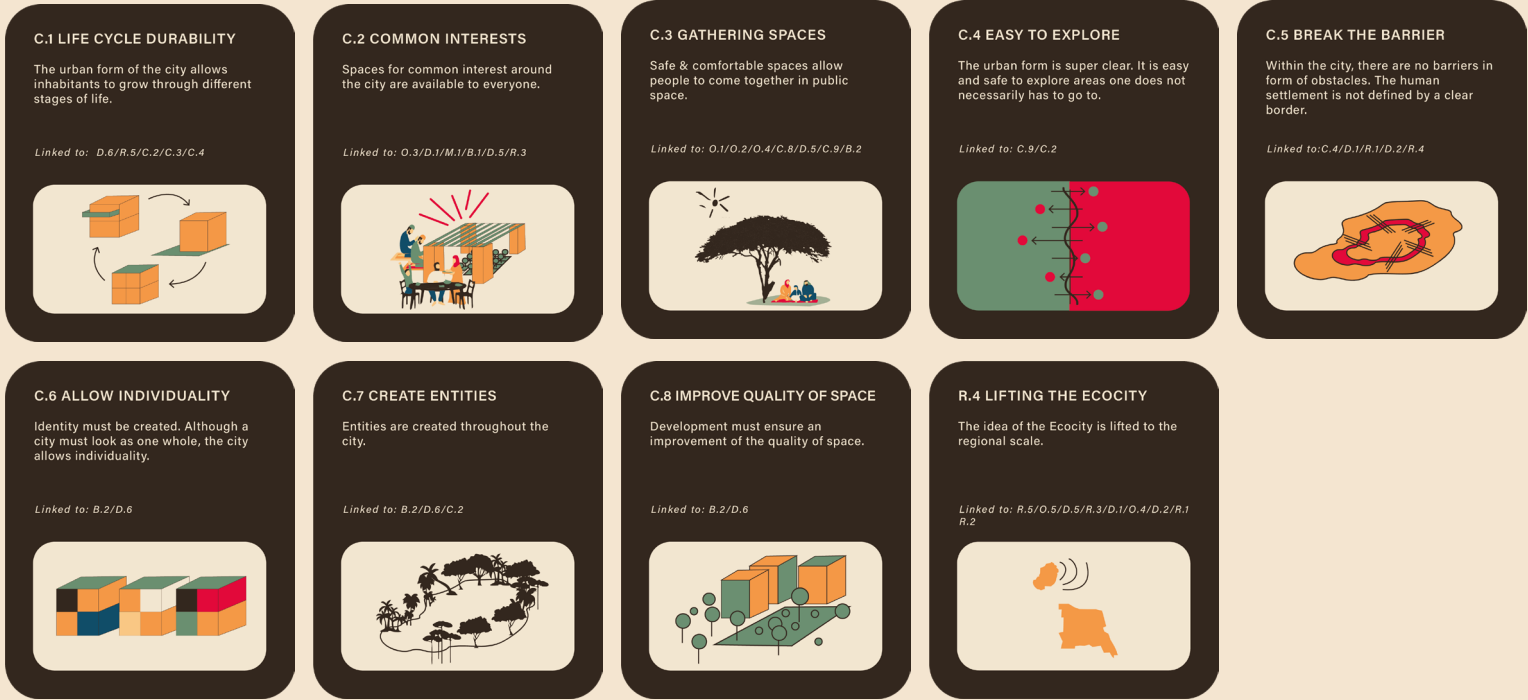 C.1 LIFE CYCLE DURABILITY
The urban form of the city allows
inhabitants to grow through different
stages of life.
Linked to: D.6/R.5/C.2/C.3/C.4
C.2 COMMON INTERESTS
Spaces for common interest around
the city are available to everyone.
Linked to: O.3/D.1/M.1/B.1/D.5/R.3
C.3 GATHERING SPACES
Safe & comfortable spaces allow
people to come together in public
space.
Linked to: O.1/O.2/O.4/C.8/D.5/C.9/B.2
C.4 EASY TO EXPLORE
The urban form is super clear. It is easy
and safe to explore areas one does not
necessarily has to go to.
Linked to: C.9/C.2
C.5 BREAK THE BARRIER
Within the city, there are no barriers in
form of obstacles. The human
settlement is not defined by a clear
border.
Linked to:C.4/D.1/R.1/D.2/R.4
C.6 ALLOW INDIVIDUALITY
Identity must be created. Although a
city must look as one whole, the city
allows individuality.
Linked to: B.2/D.6
C.7 CREATE ENTITIES
Entities are created throughout the
city.
Linked to: B.2/D.6/C.2
C.8 IMPROVE QUALITY OF SPACE
Development must ensure an
improvement of the quality of space.
Linked to: B.2/D.6
R.4 LIFTING THE ECOCITY
The idea of the Ecocity is lifted to the
regional scale.
Linked to: R.5/O.5/D.5/R.3/D.1/O.4/D.2/R.1
R.2